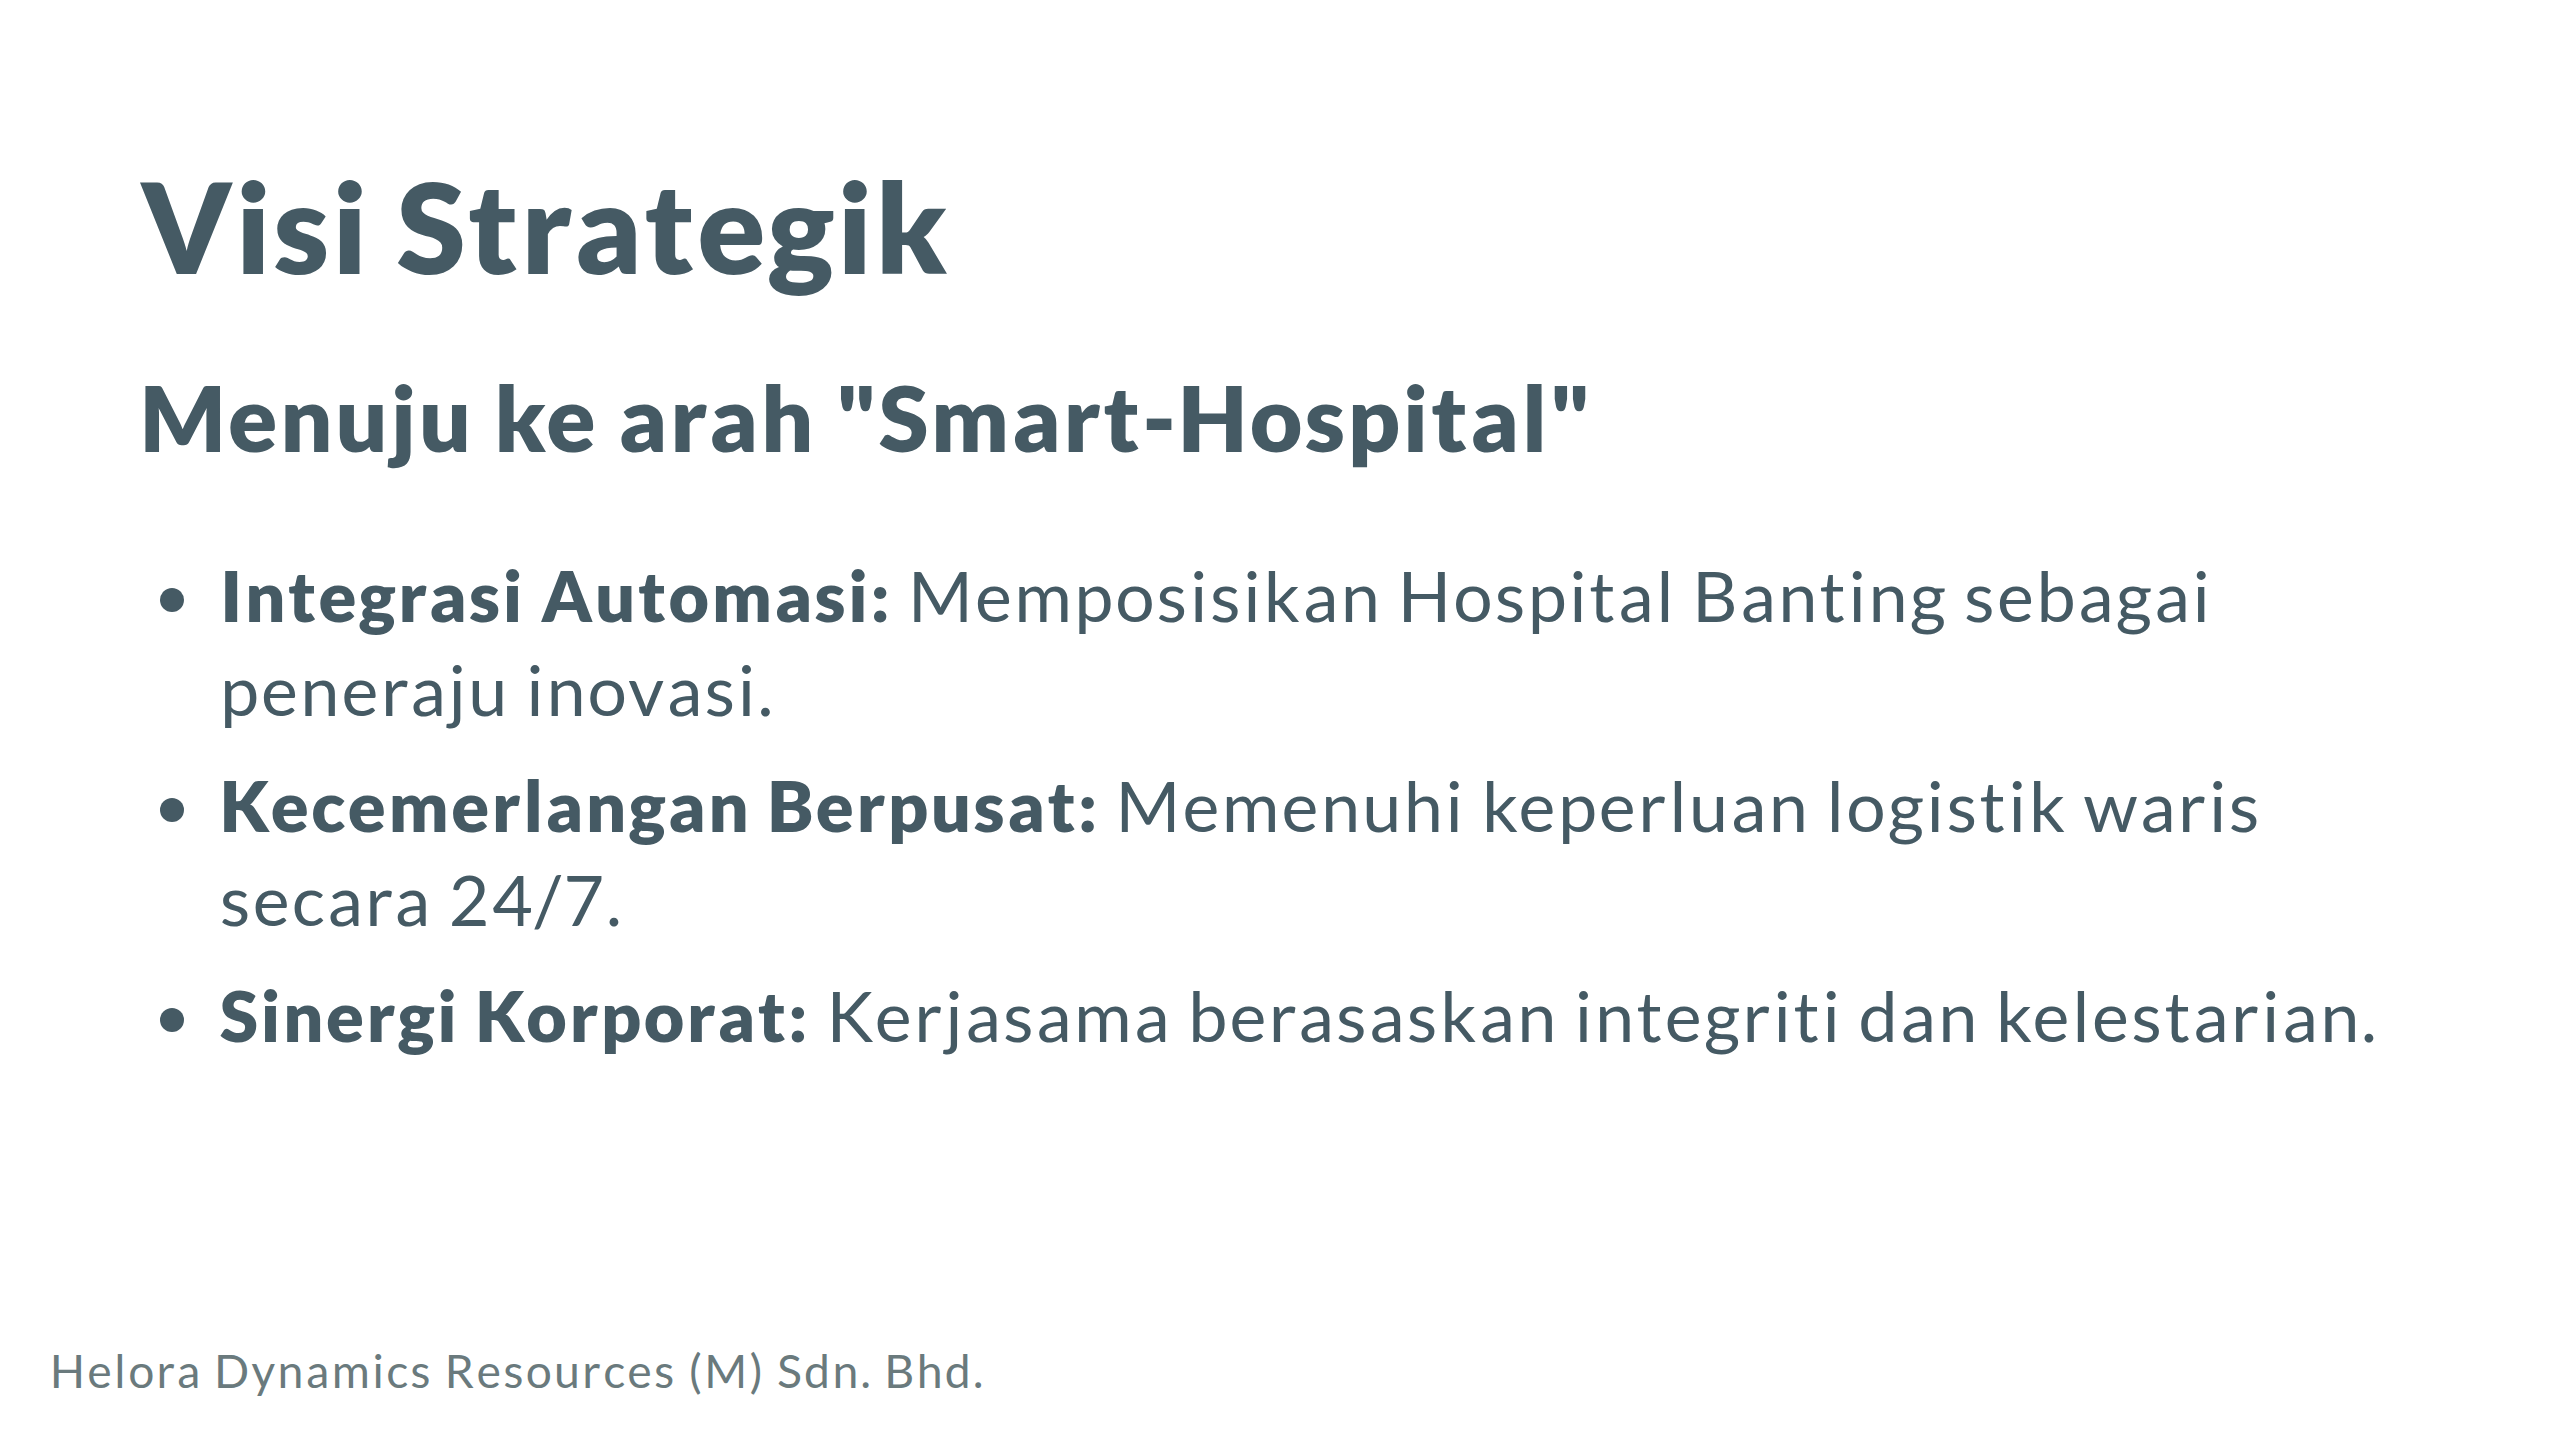 Visi Strategik
Menuju ke arah "Smart-Hospital"
• Integrasi Automasi: Memposisikan Hospital Banting sebagai
peneraju inovasi.
• Kecemerlangan Berpusat: Memenuhi keperluan logistik waris
secara 24/7.
• Sinergi Korporat: Kerjasama berasaskan integriti dan kelestarian.
Helora Dynamics Resources (M) Sdn. Bhd.